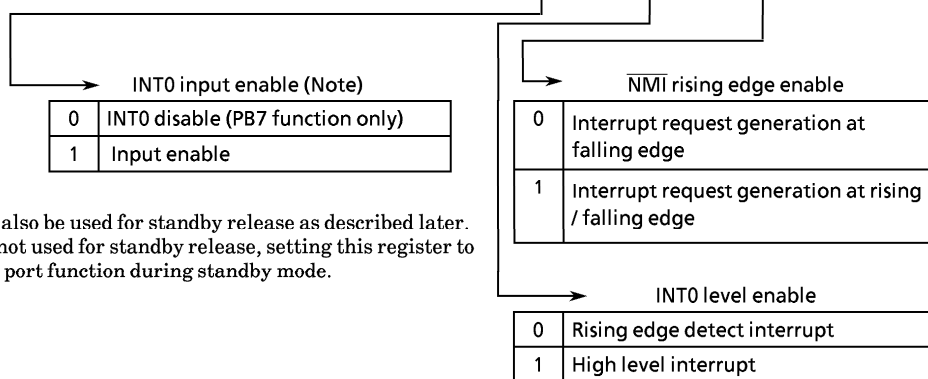 INT0 input enable (Note)
0 INT0 disable (PB7 function only)
1 Input enable
also be used for standby release as described later.
not used for standby release, setting this register to
port function during standby mode.
NMI rising edge enable
0 Interrupt request generation at
falling edge
1 Interrupt request generation at rising
/ falling edge
INT0 level enable
0 Rising edge detect interrupt
1 High level interrupt